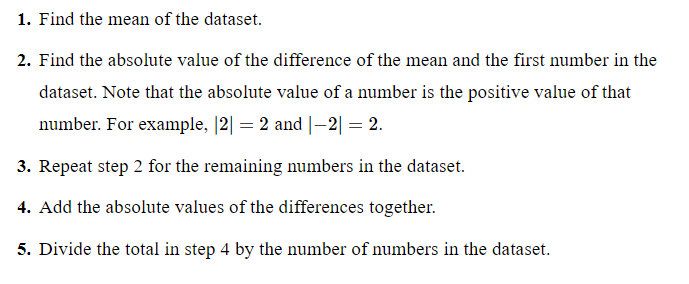 1. Find the mean of the dataset.
2. Find the absolute value of the difference of the mean and the first number in the
dataset. Note that the absolute value of a number is the positive value of that
number. For example, |2| = 2 and |−2| = 2.
3. Repeat step 2 for the remaining numbers in the dataset.
4. Add the absolute values of the differences together.
5. Divide the total in step 4 by the number of numbers in the dataset.